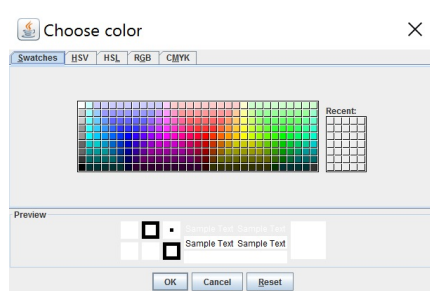 Choose color
Swatches HSV HSL RGB CMYK
Recent:
Preview
Sample Text Sample Text
Sample Text Sample Text
OK Cancel Reset